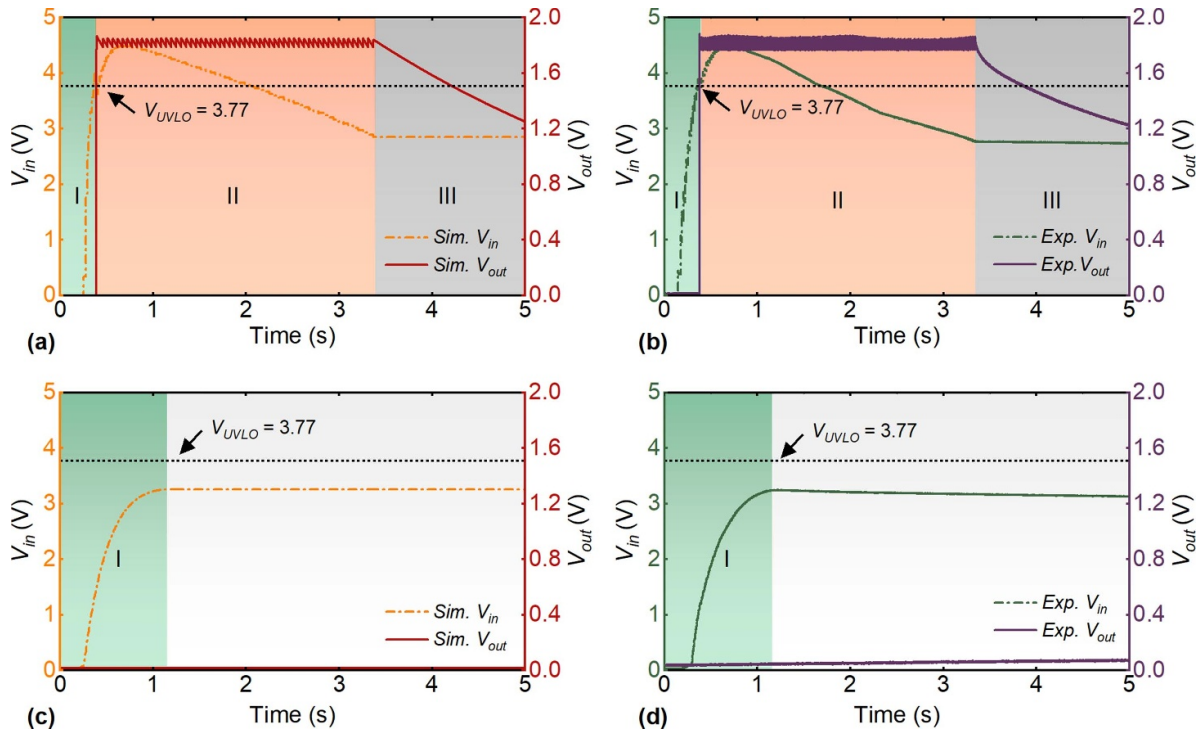 5
4
3
2
1
0
V_in (V)
2.0
1.6
1.2
0.8
0.4
0.0
V_out (V)
V_UVLO = 3.77
I
II
III
Sim. V_in
Sim. V_out
0 1 2 3 4 5
Time (s)
(a)
5
4
3
2
1
0
V_in (V)
2.0
1.6
1.2
0.8
0.4
0.0
V_out (V)
V_UVLO = 3.77
I
II
III
Exp. V_in
Exp.V_out
0 1 2 3 4 5
Time (s)
(b)
5
4
3
2
1
0
V_in (V)
2.0
1.6
1.2
0.8
0.4
0.0
V_out (V)
V_UVLO = 3.77
I
Sim. V_in
Sim. V_out
0 1 2 3 4 5
Time (s)
(c)
5
4
3
2
1
0
V_in (V)
2.0
1.6
1.2
0.8
0.4
0.0
V_out (V)
V_UVLO = 3.77
I
Exp. V_in
Exp. V_out
0 1 2 3 4 5
Time (s)
(d)